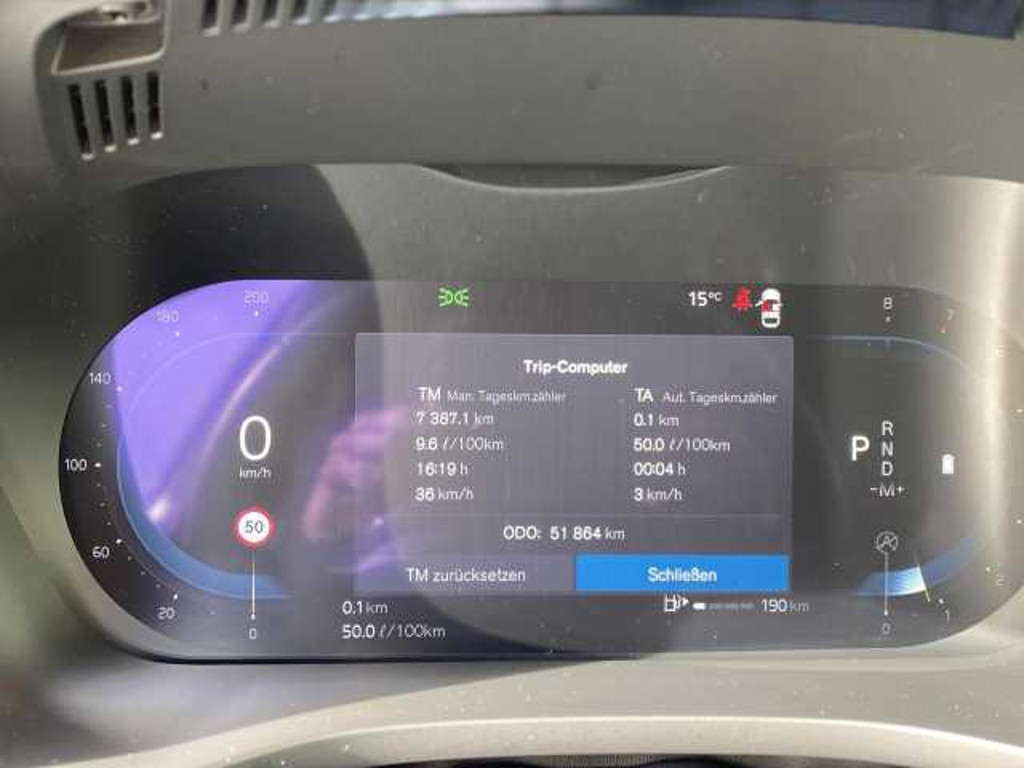 200
180
8
7
15°C
140
Trip-Computer
TM Man. Tageskm.zähler
TA Aut. Tageskm.zähler
7 387.1 km
0.1 km
9.6 l/100km
50.0 l/100km
16:19 h
00:04 h
36 km/h
3 km/h
0
km/h
100
P
R
N
D
-M+
50
ODO: 51 864 km
60
TM zurücksetzen
Schließen
2
20
0.1 km
190 km
1
0
0
50.0 l/100km